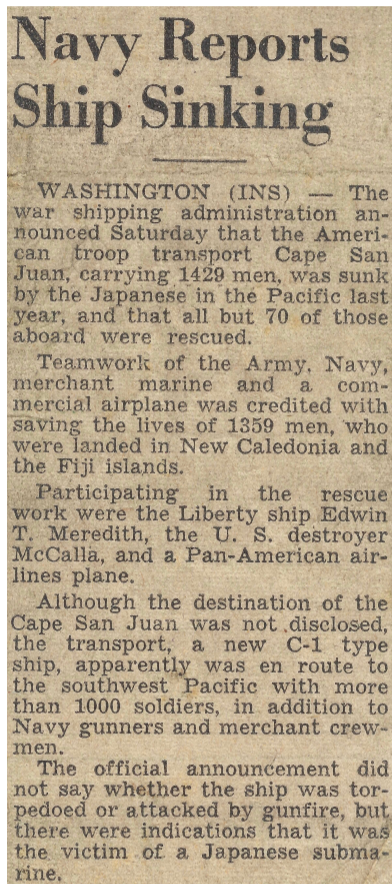 Navy Reports
Ship Sinking
WASHINGTON (INS) — The
war shipping administration an-
nounced Saturday that the Ameri-
can troop transport Cape San
Juan, carrying 1429 men, was sunk
by the Japanese in the Pacific last
year, and that all but 70 of those
aboard were rescued.
Teamwork of the Army, Navy,
merchant marine and a com-
mercial airplane was credited with
saving the lives of 1359 men, who
were landed in New Caledonia and
the Fiji islands.
Participating in the rescue
work were the Liberty ship Edwin
T. Meredith, the U. S. destroyer
McCalla, and a Pan-American air-
lines plane.
Although the destination of the
Cape San Juan was not disclosed,
the transport, a new C-1 type
ship, apparently was en route to
the southwest Pacific with more
than 1000 soldiers, in addition to
Navy gunners and merchant crew-
men.
The official announcement did
not say whether the ship was tor-
pedoed or attacked by gunfire, but
there were indications that it was
the victim of a Japanese subma-
rine.